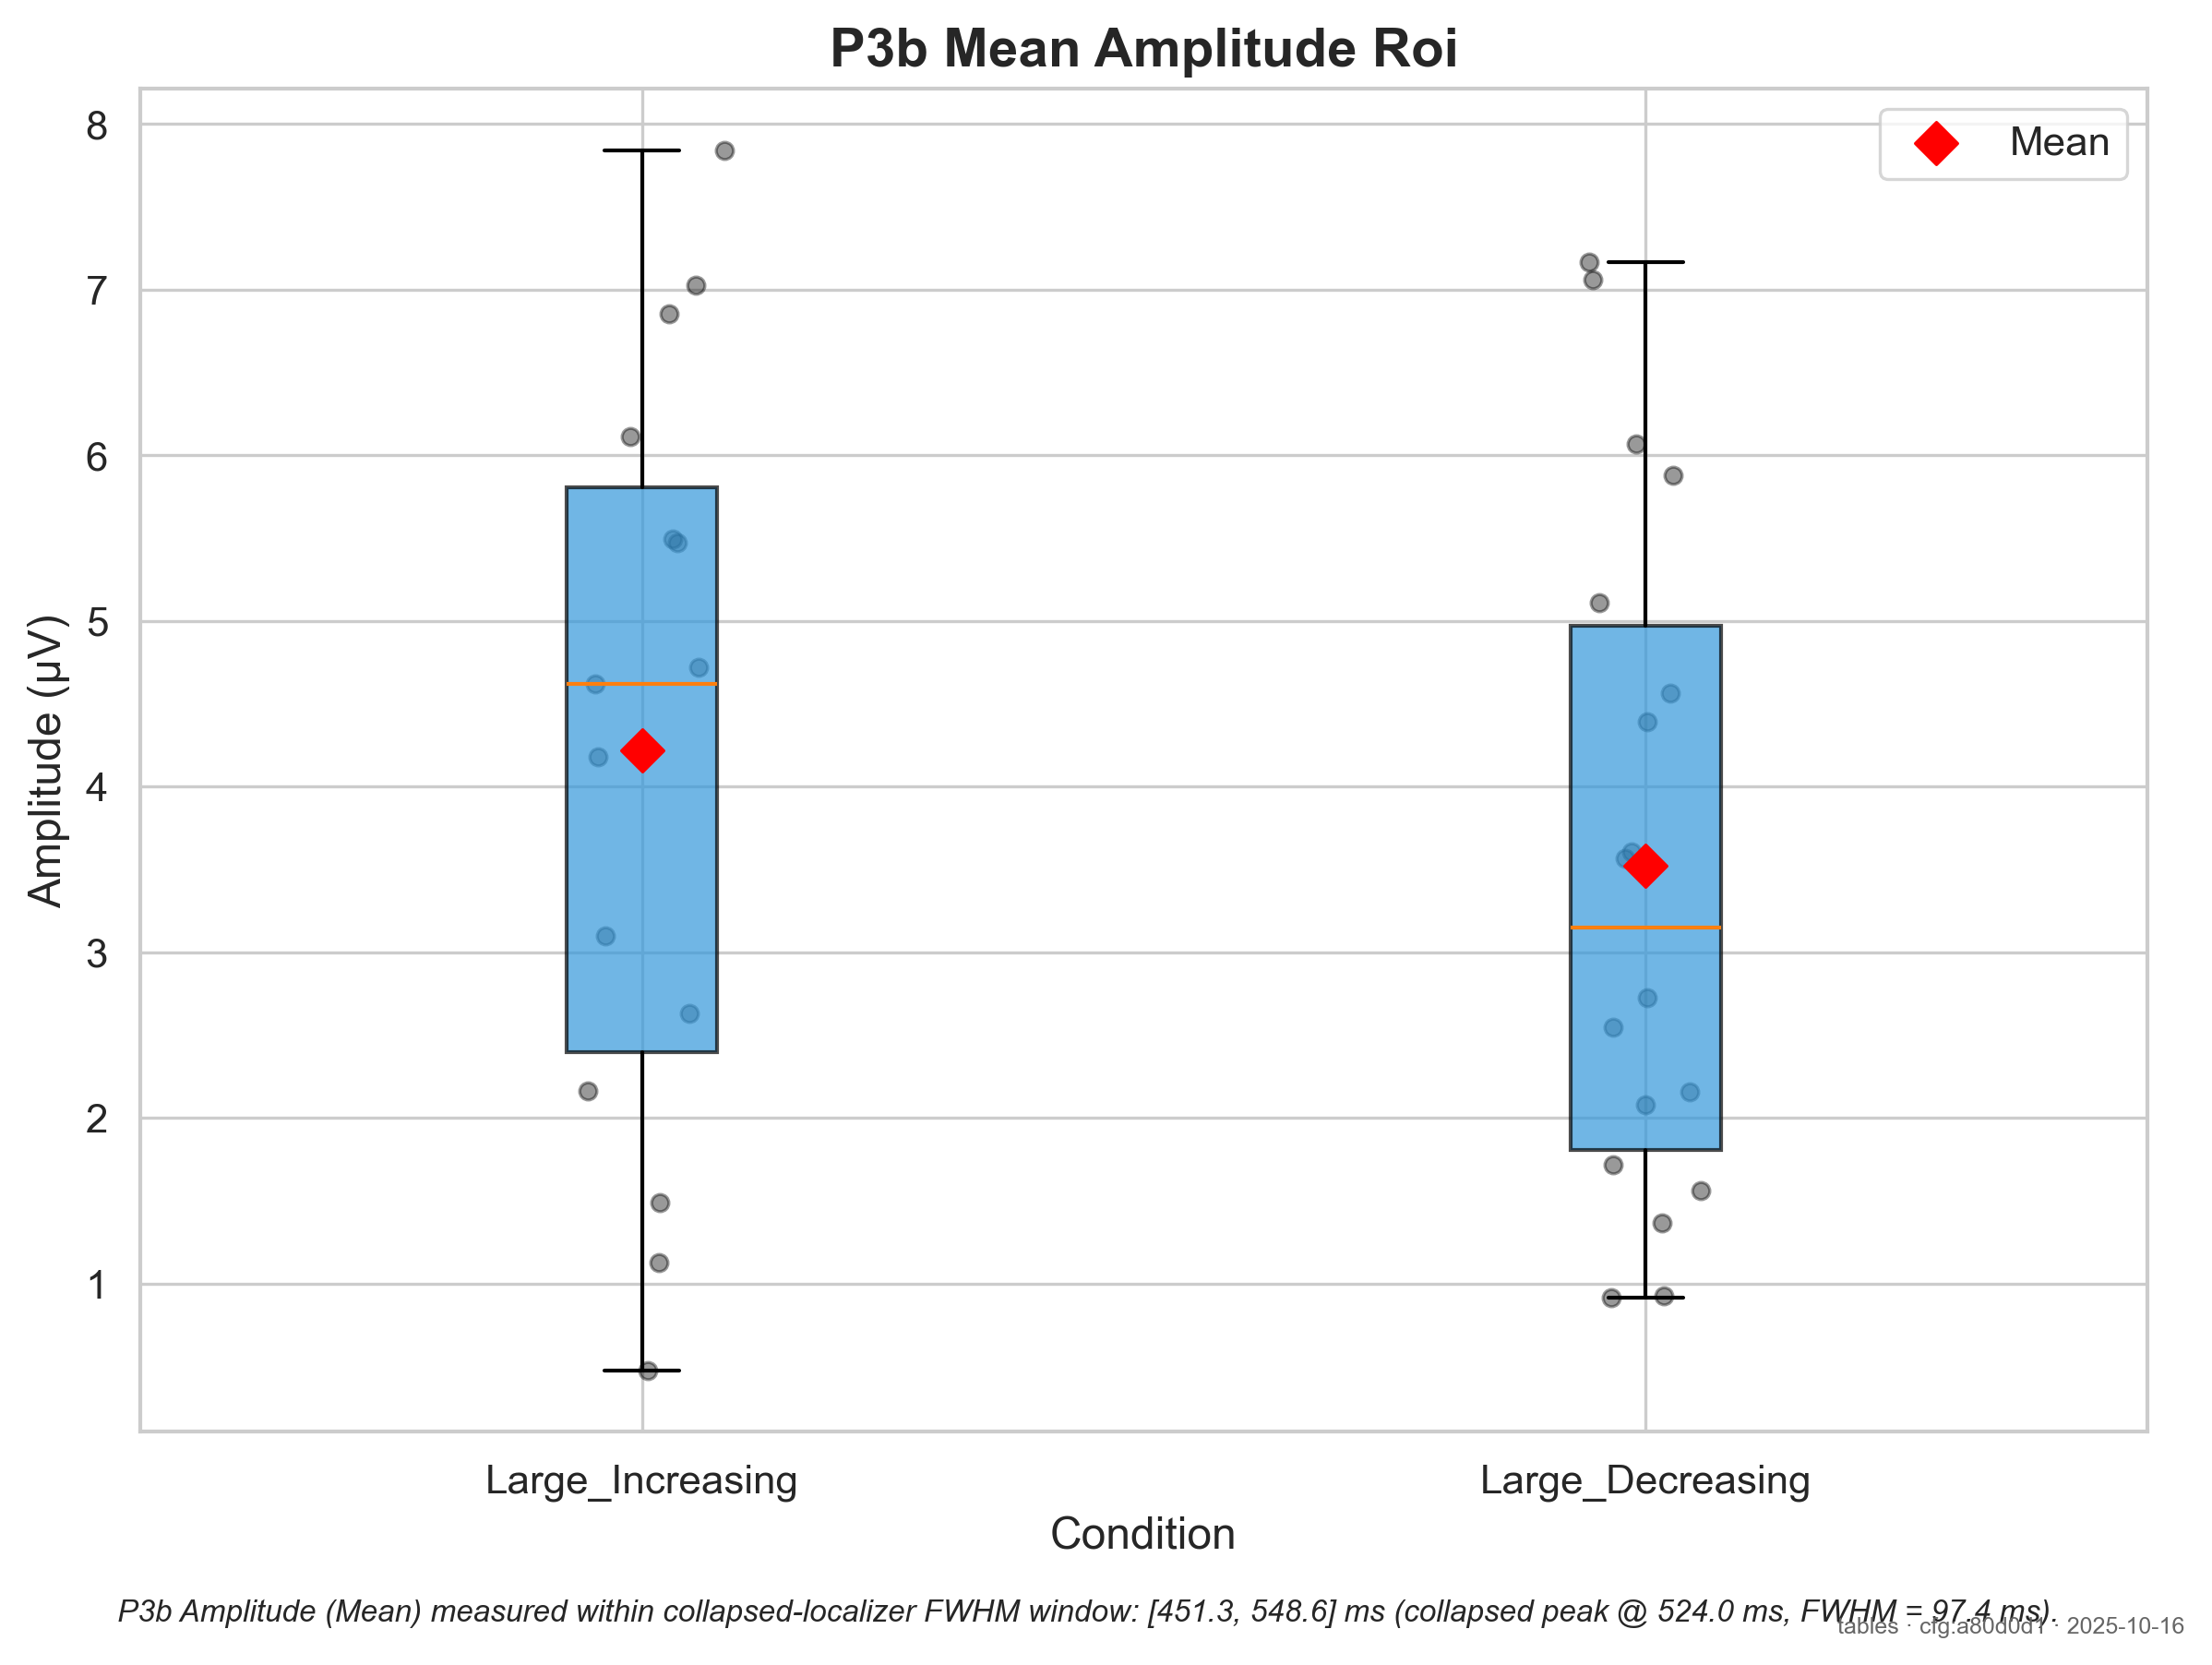 P3b Mean Amplitude Roi
Mean
8
7
6
5
4
3
2
1
Amplitude (µV)
Large_Increasing
Large_Decreasing
Condition
P3b Amplitude (Mean) measured within collapsed-localizer FWHM window: [451.3, 548.6] ms (collapsed peak @ 524.0 ms, FWHM = 97.4 ms).
tables · cfg:a80d0d1 · 2025-10-16